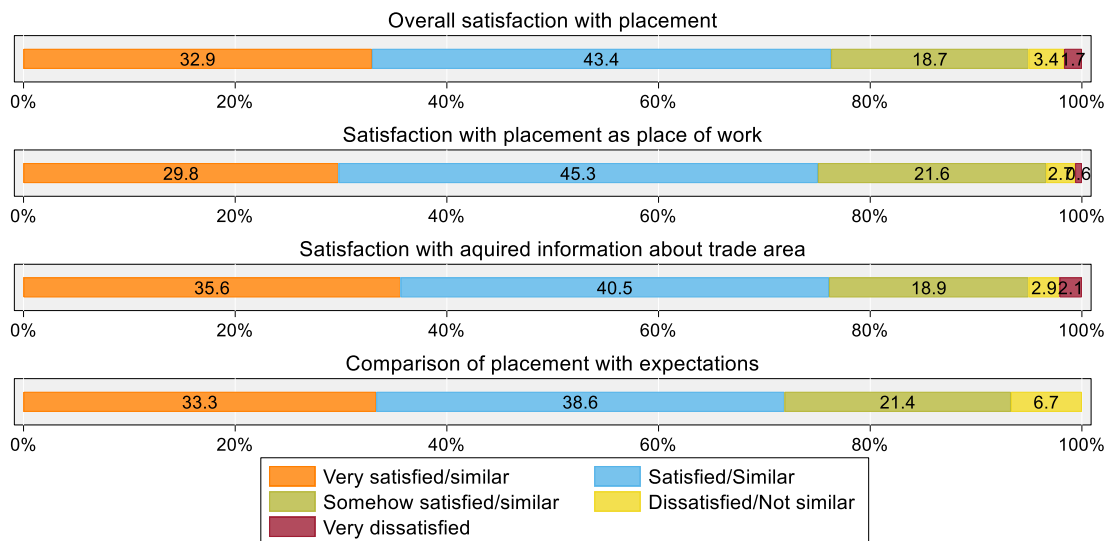 Overall satisfaction with placement
32.9 43.4 18.7 3.4 1.7
0% 20% 40% 60% 80% 100%
Satisfaction with placement as place of work
29.8 45.3 21.6 2.7 0.6
0% 20% 40% 60% 80% 100%
Satisfaction with aquired information about trade area
35.6 40.5 18.9 2.9 2.1
0% 20% 40% 60% 80% 100%
Comparison of placement with expectations
33.3 38.6 21.4 6.7
0% 20% 40% 60% 80% 100%
Very satisfied/similar Satisfied/Similar
Somehow satisfied/similar Dissatisfied/Not similar
Very dissatisfied